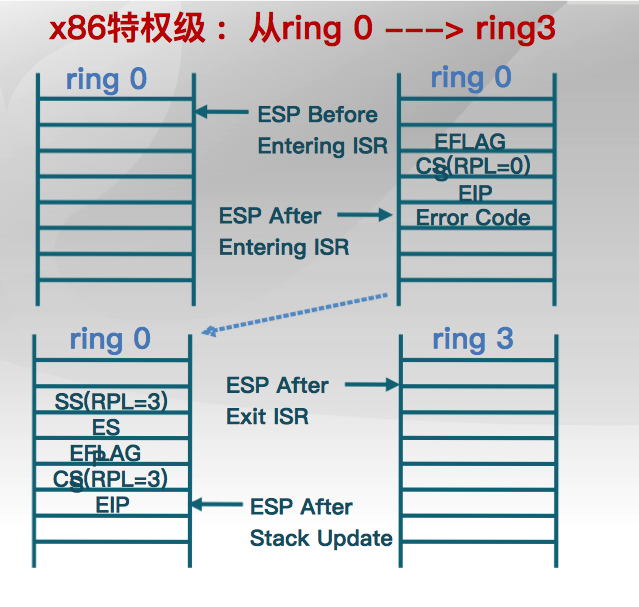 x86特权级： 从ring 0 ---> ring3
ring 0
ESP Before
Entering ISR
ring 0
EFLAG
S
CS(RPL=0)
EIP
Error Code
ESP After
Entering ISR
ring 0
SS(RPL=3)
ES
P
EFLAG
S
CS(RPL=3)
EIP
ESP After
Stack Update
ring 3
ESP After
Exit ISR